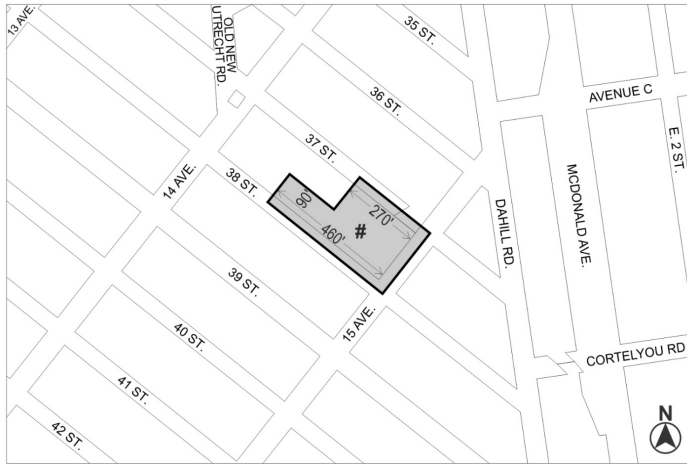 13 AVE.
OLD NEW
UTRECHT RD.
35 ST.
36 ST.
AVENUE C
E. 2 ST.
37 ST.
14 AVE.
38 ST.
90'
270'
460'
#
DAHILL RD.
MCDONALD AVE.
39 ST.
15 AVE.
40 ST.
CORTELYOU RD
41 ST.
42 ST.
N